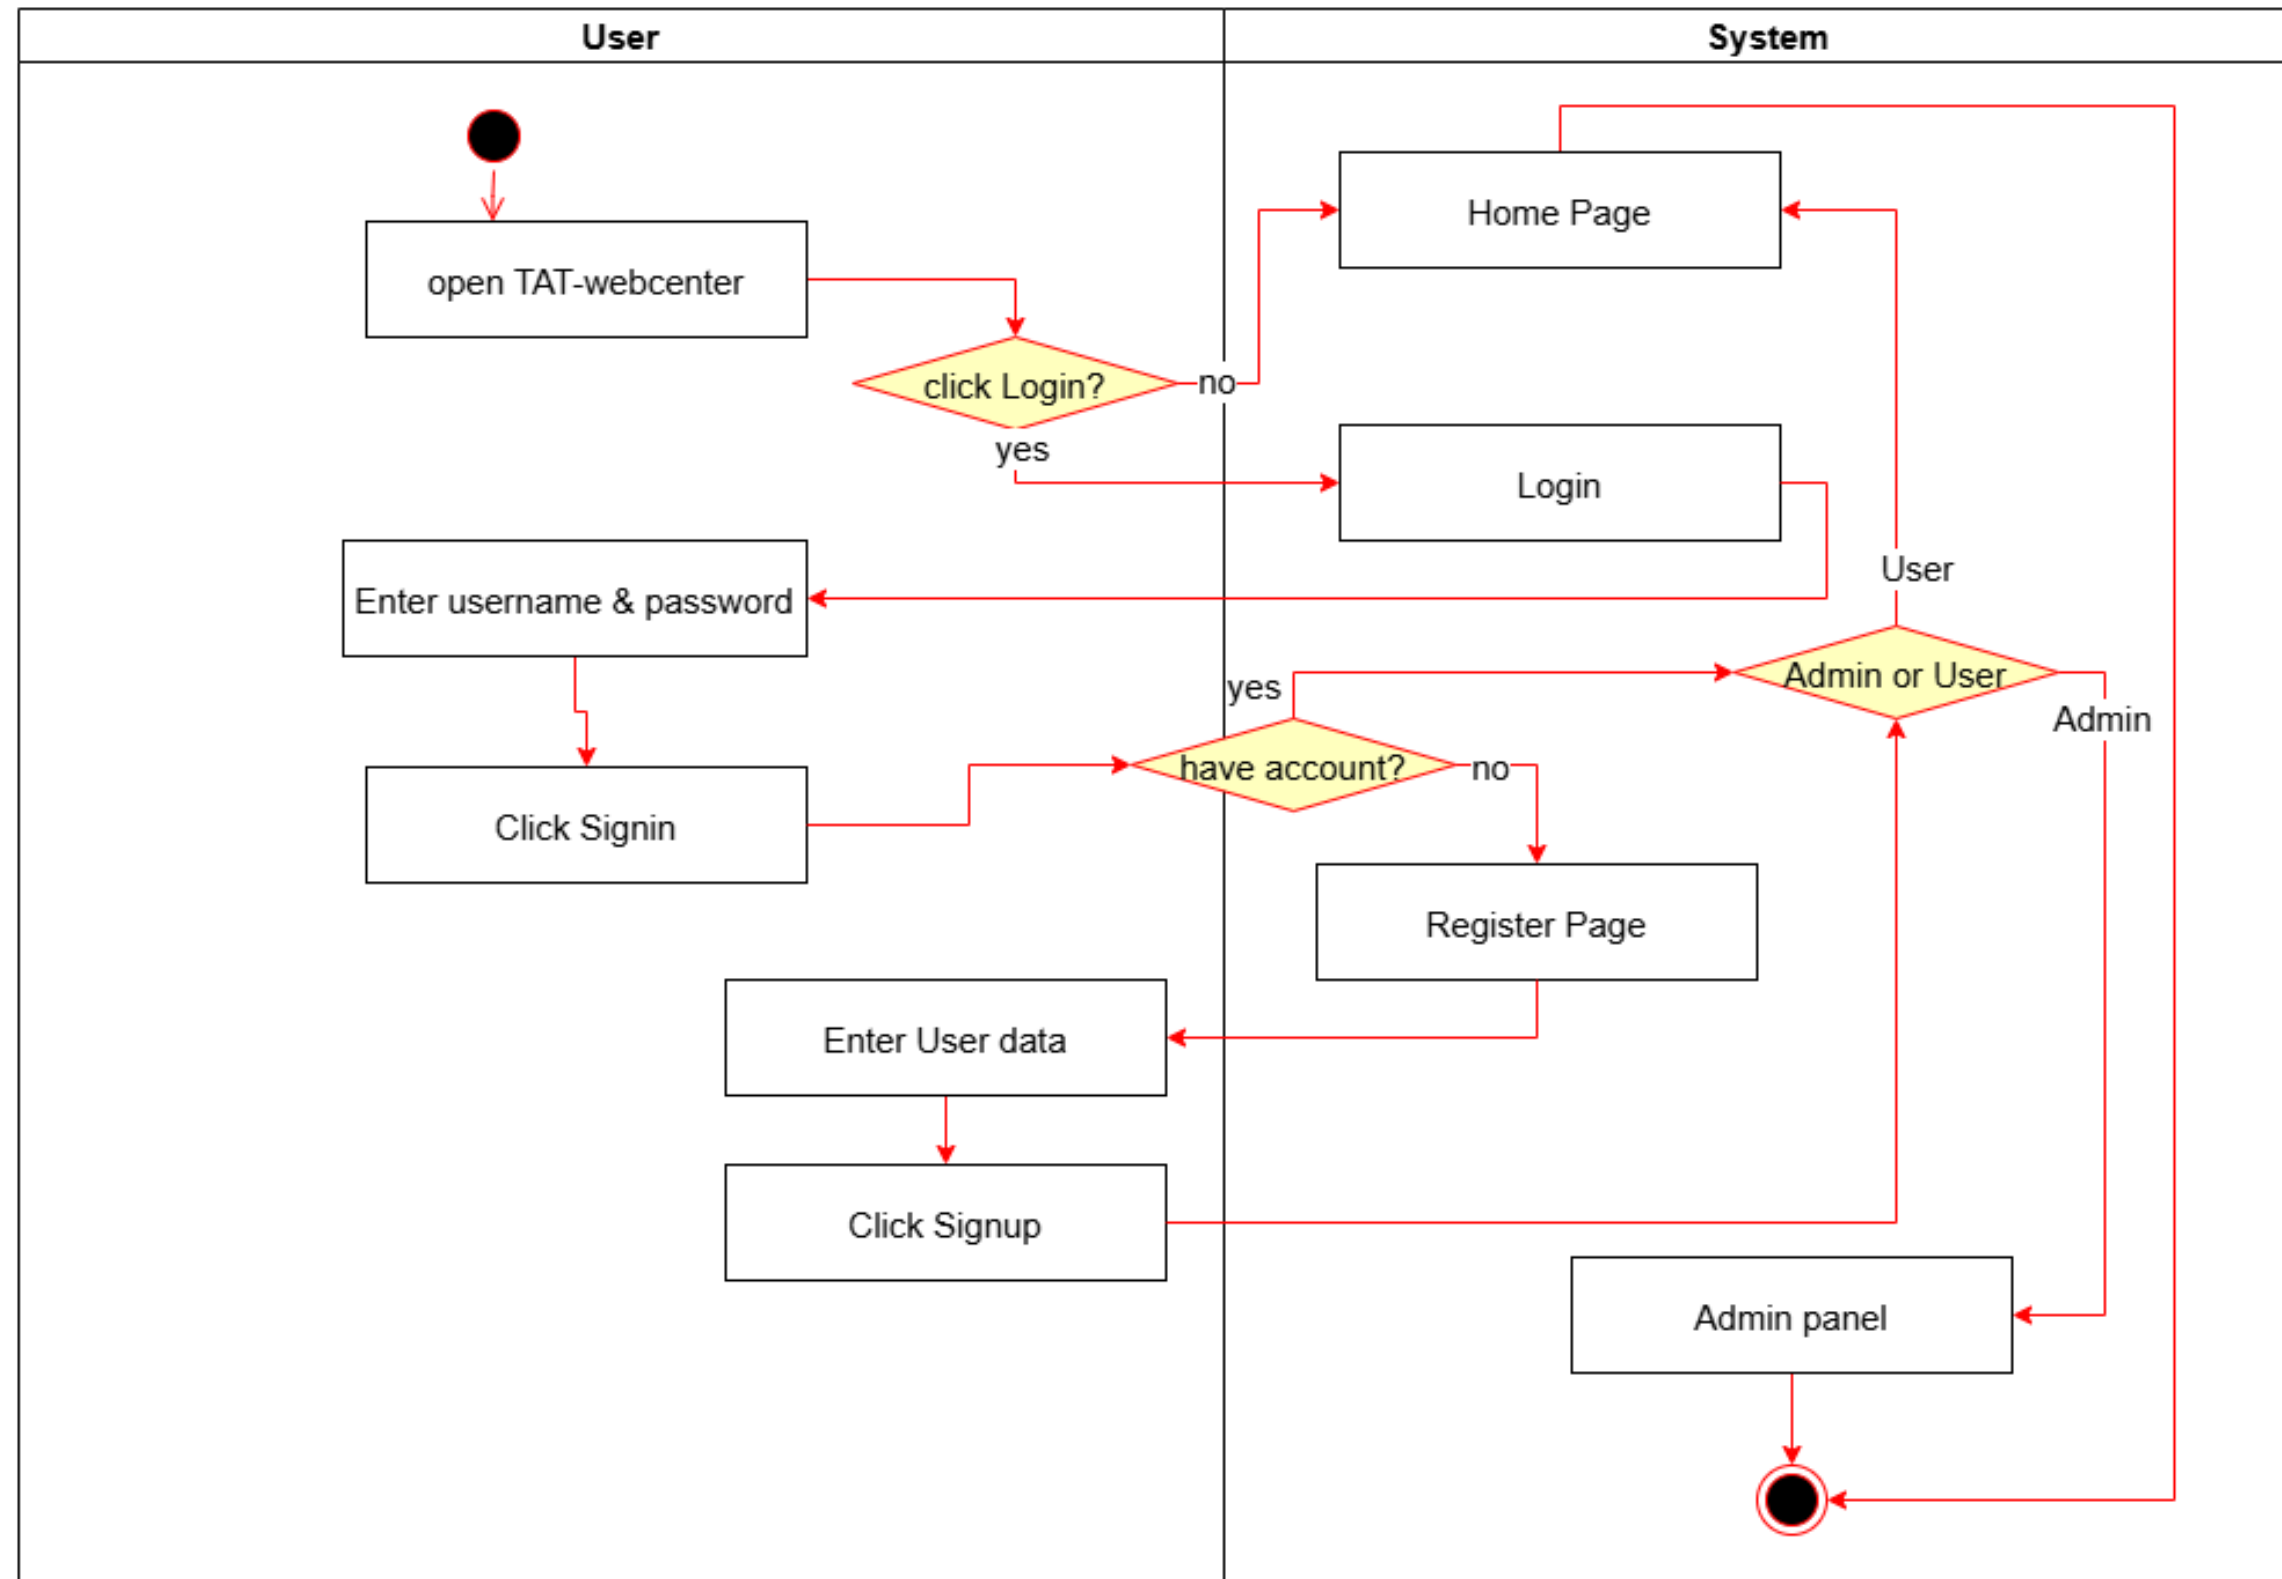 User
System
Home Page
open TAT-webcenter
click Login?
no
yes
Login
User
Enter username & password
yes
Admin or User
Admin
have account?
no
Click Signin
Register Page
Enter User data
Click Signup
Admin panel